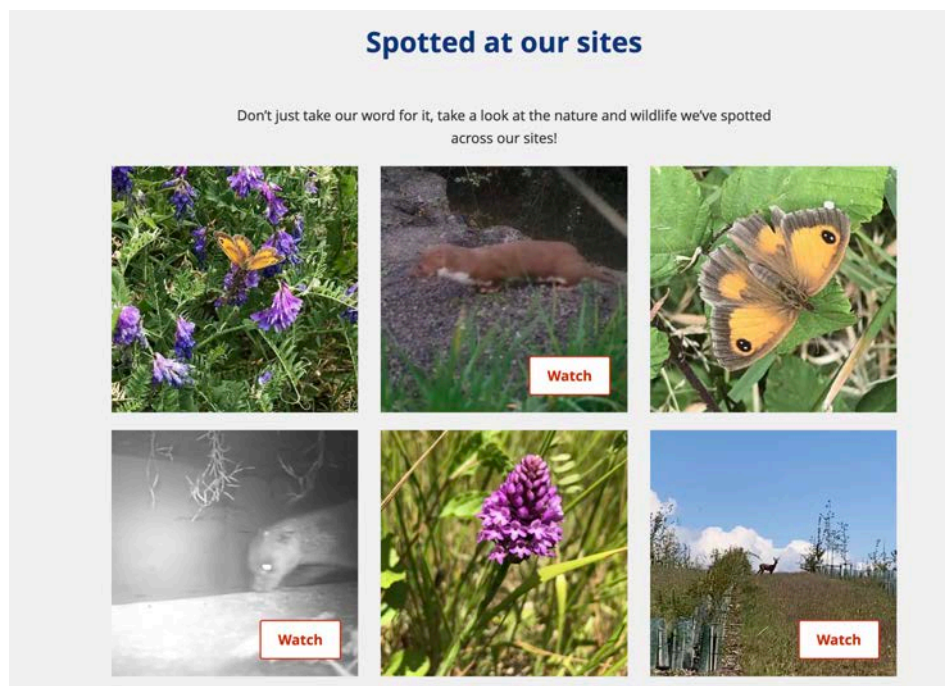 Spotted at our sites
Don't just take our word for it, take a look at the nature and wildlife we've spotted
across our sites!
Watch
Watch
Watch